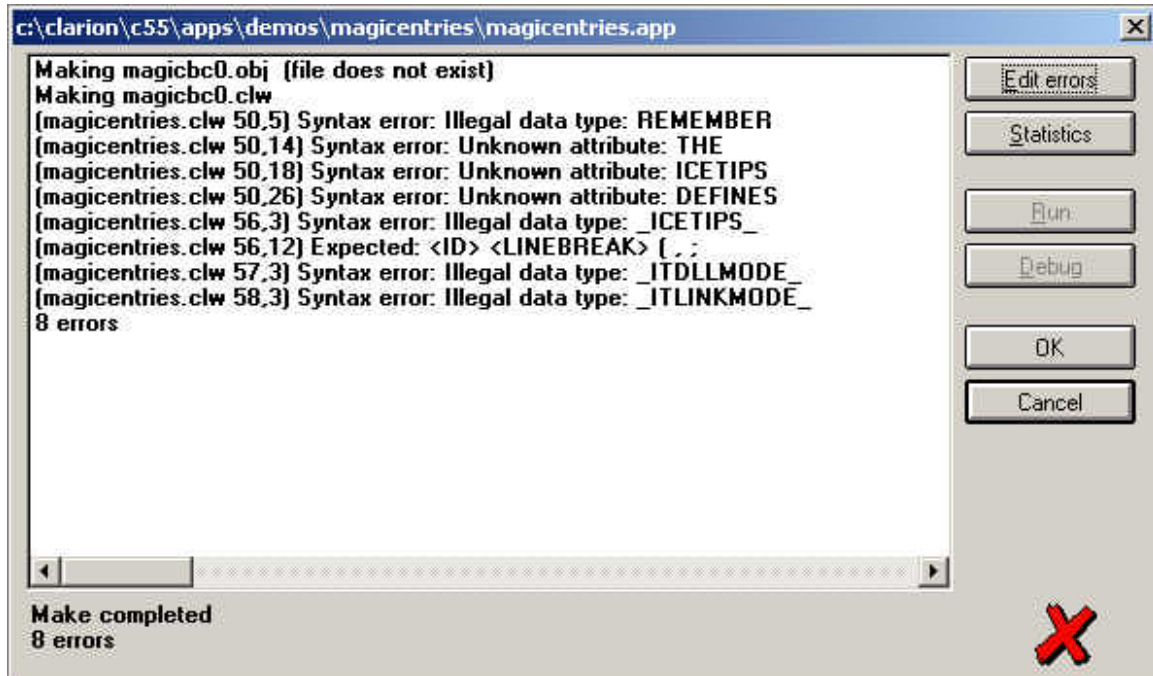 c:\clarion\c55\apps\demos\magicentries\magicentries.app
Making magicbc0.obj (file does not exist)
Making magicbc0.clw
(magicentries.clw 50,5) Syntax error: Illegal data type: REMEMBER
(magicentries.clw 50,14) Syntax error: Unknown attribute: THE
(magicentries.clw 50,18) Syntax error: Unknown attribute: ICETIPS
(magicentries.clw 50,26) Syntax error: Unknown attribute: DEFINES
(magicentries.clw 56,3) Syntax error: Illegal data type: _ICETIPS_
(magicentries.clw 56,12) Expected: <ID> <LINEBREAK> ( , ;
(magicentries.clw 57,3) Syntax error: Illegal data type: _ITDLLMODE_
(magicentries.clw 58,3) Syntax error: Illegal data type: _ITLINKMODE_
8 errors
Edit errors
Statistics
Run
Debug
OK
Cancel
Make completed
8 errors